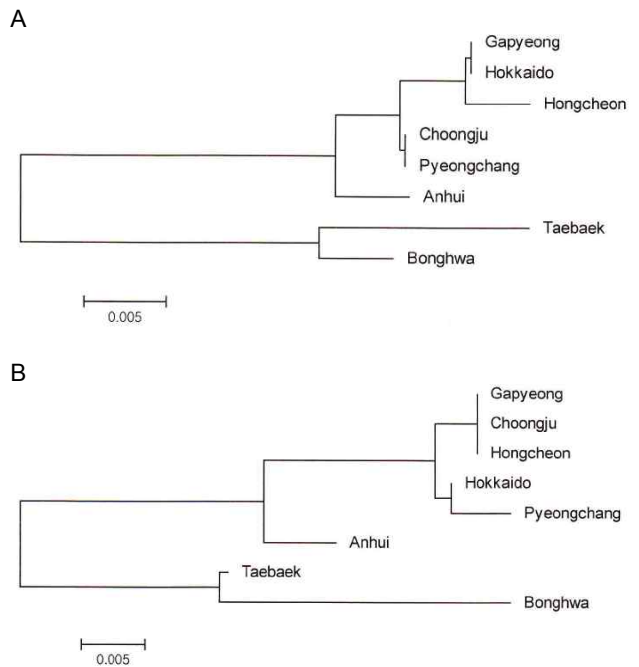 A
Gapyeong
Hokkaido
Hongcheon
Choongju
Pyeongchang
Anhui
Taebaek
Bonghwa
0.005
B
Gapyeong
Choongju
Hongcheon
Hokkaido
Pyeongchang
Anhui
Taebaek
Bonghwa
0.005